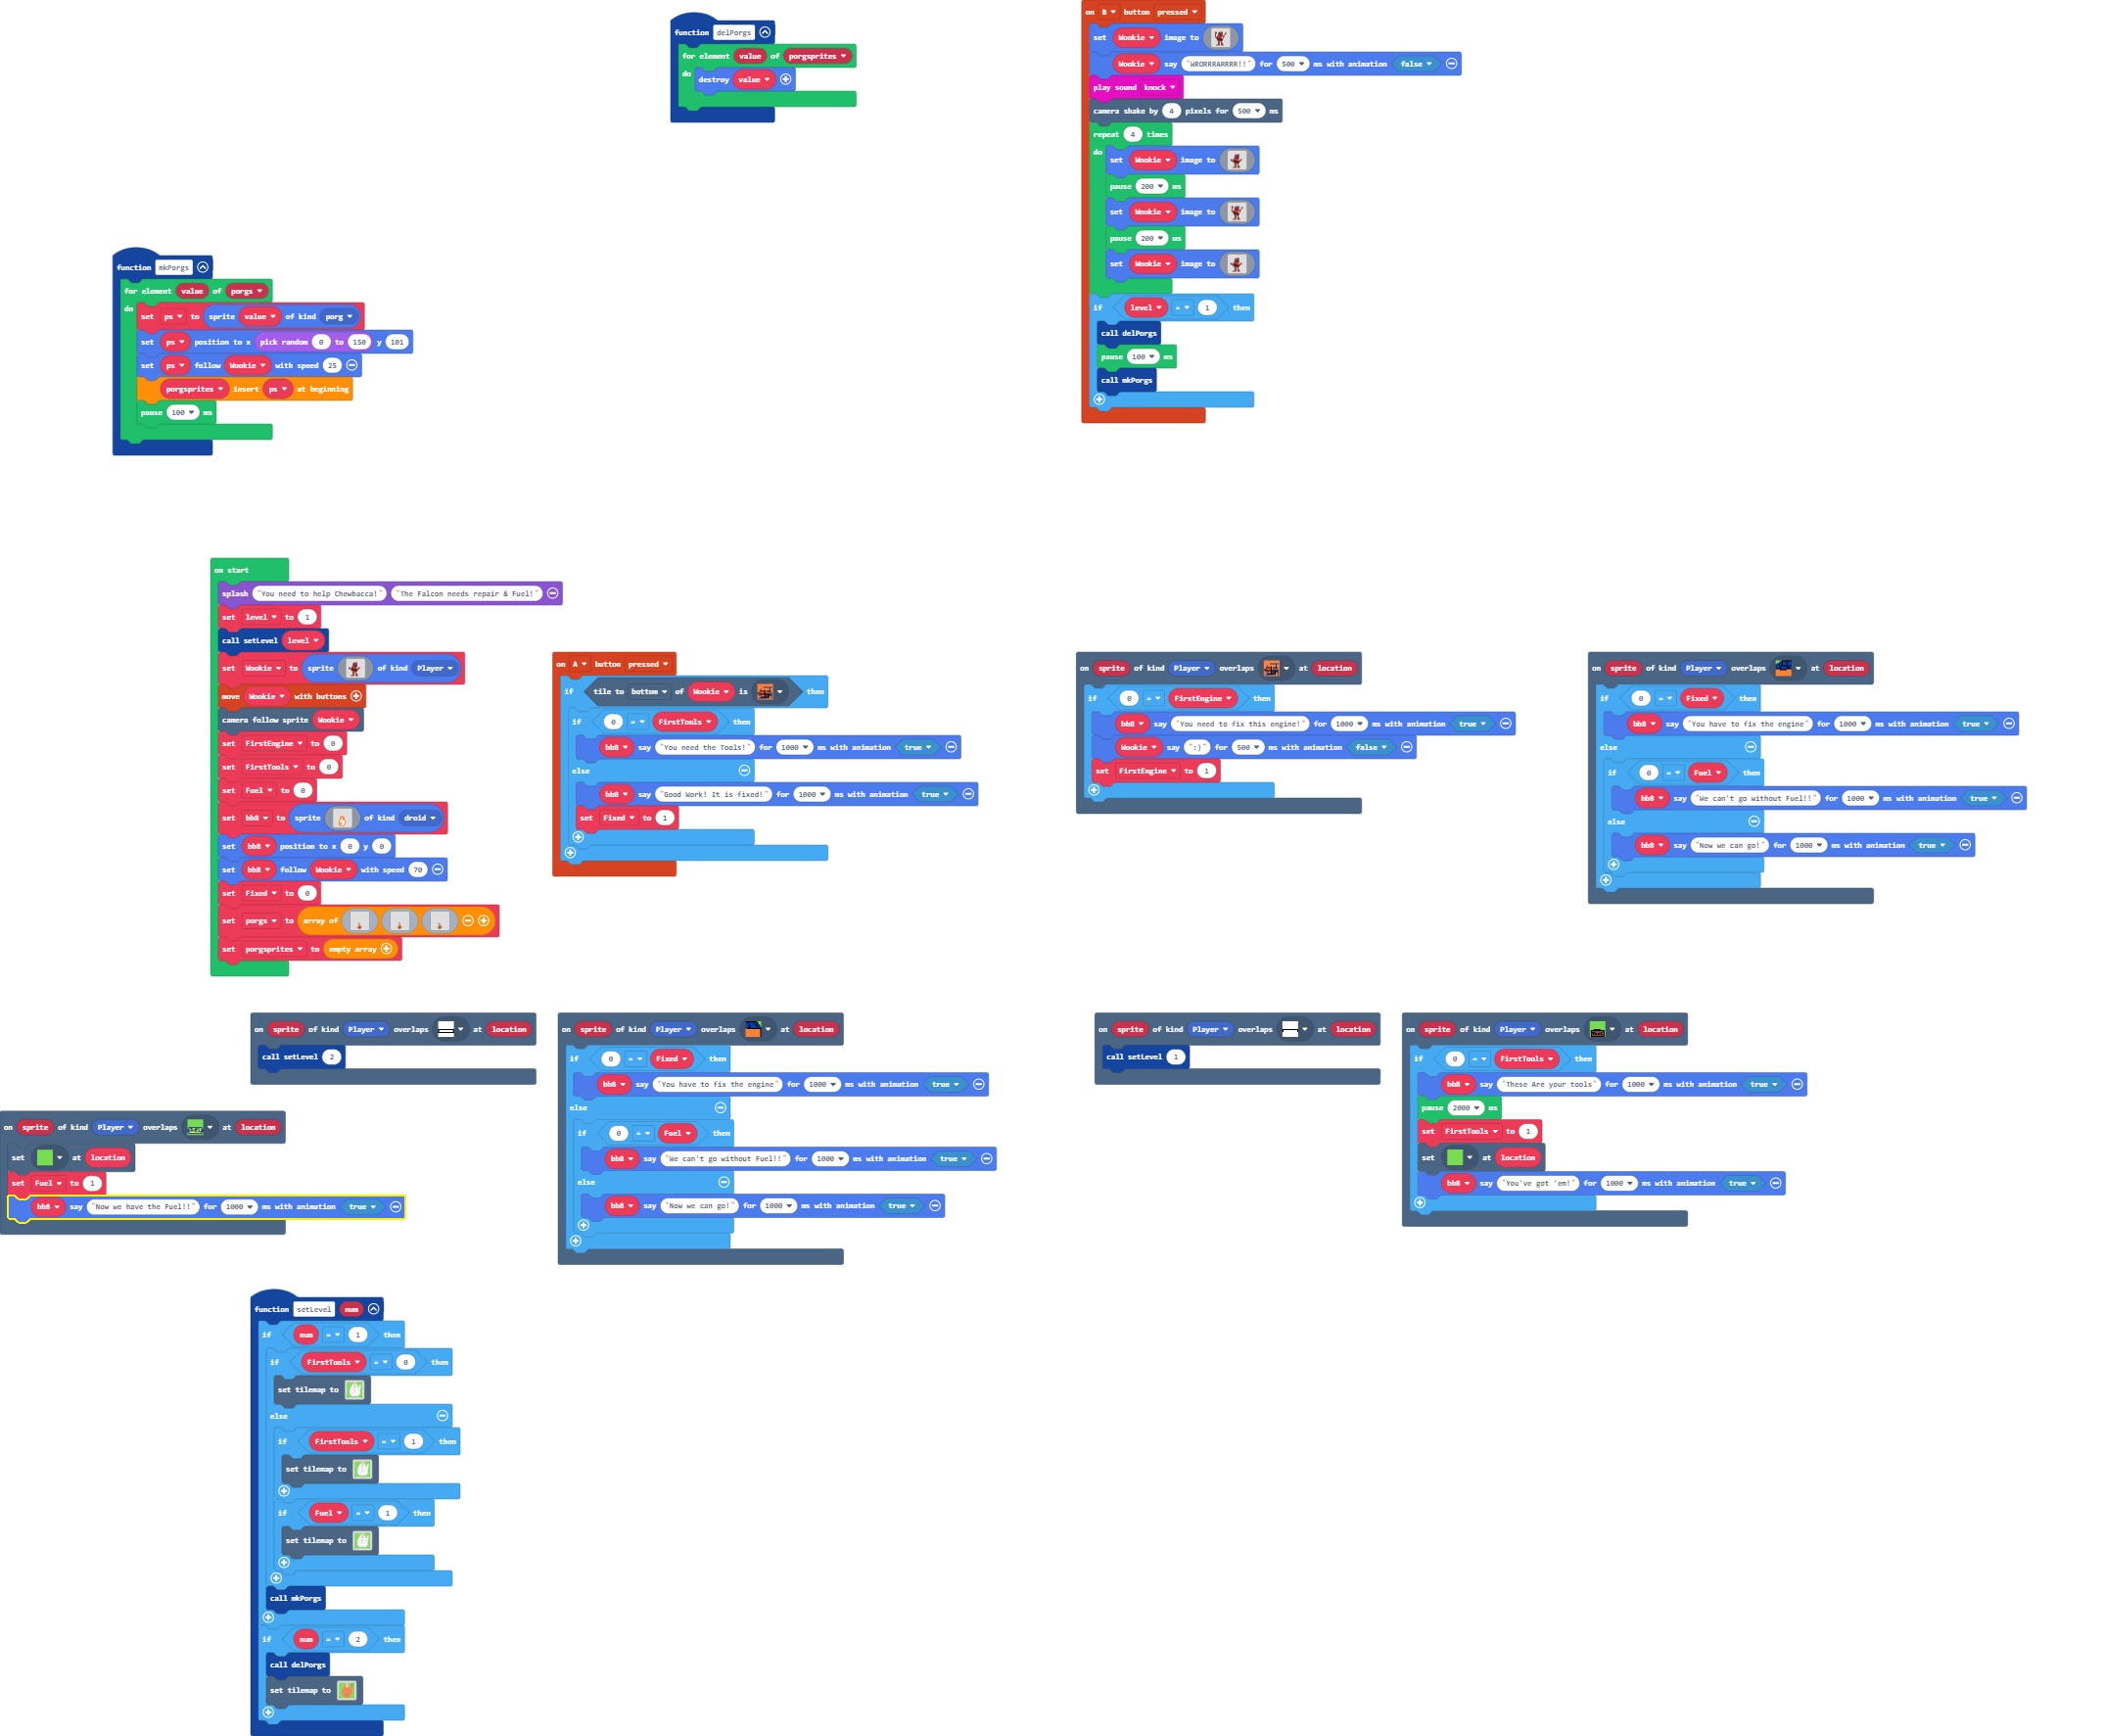 function delPorgs
for element value of porgsprites
do
destroy value
on B button pressed
set Wookie image to
Wookie say "WRORRRARRRR!!" for 500 ms with animation false
play sound knock
camera shake by 4 pixels for 500 ms
repeat 4 times
do
set Wookie image to
pause 200 ms
set Wookie image to
pause 200 ms
set Wookie image to
if level = 1 then
call delPorgs
pause 100 ms
call mkPorgs
function mkPorgs
for element value of porgs
do
set ps to sprite value of kind porg
set ps position to x pick random 0 to 150 y 101
set ps follow Wookie with speed 25
porgsprites insert ps at beginning
pause 100 ms
on start
splash "You need to help Chewbacca!" "The Falcon needs repair & Fuel!"
set level to 1
call setLevel level
set Wookie to sprite of kind Player
move Wookie with buttons
camera follow sprite Wookie
set FirstEngine to 0
set FirstTools to 0
set Fuel to 0
set bb8 to sprite of kind droid
set bb8 position to x 0 y 0
set bb8 follow Wookie with speed 70
set Fixed to 0
set porgs to array of
set porgsprites to empty array
on A button pressed
if tile to bottom of Wookie is then
if 0 = FirstTools then
bb8 say "You need the Tools!" for 1000 ms with animation true
else
bb8 say "Good Work! It is fixed!" for 1000 ms with animation true
set Fixed to 1
on sprite of kind Player overlaps at location
if 0 = FirstEngine then
bb8 say "You need to fix this engine!" for 1000 ms with animation true
Wookie say ":)" for 500 ms with animation false
set FirstEngine to 1
on sprite of kind Player overlaps at location
if 0 = Fixed then
bb8 say "You have to fix the engine" for 1000 ms with animation true
else
if 0 = Fuel then
bb8 say "We can't go without Fuel!!" for 1000 ms with animation true
else
bb8 say "Now we can go!" for 1000 ms with animation true
on sprite of kind Player overlaps at location
call setLevel 2
on sprite of kind Player overlaps at location
if 0 = Fixed then
bb8 say "You have to fix the engine" for 1000 ms with animation true
else
if 0 = Fuel then
bb8 say "We can't go without Fuel!!" for 1000 ms with animation true
else
bb8 say "Now we can go!" for 1000 ms with animation true
on sprite of kind Player overlaps at location
call setLevel 1
on sprite of kind Player overlaps at location
if 0 = FirstTools then
bb8 say "These Are your tools" for 1000 ms with animation true
pause 2000 ms
set FirstTools to 1
set at location
bb8 say "You've got 'em!" for 1000 ms with animation true
on sprite of kind Player overlaps at location
set at location
set Fuel to 1
bb8 say "Now we have the Fuel!!" for 1000 ms with animation true
function setLevel num
if num = 1 then
if FirstTools = 0 then
set tilemap to
else
if FirstTools = 1 then
set tilemap to
if Fuel = 1 then
set tilemap to
call mkPorgs
if num = 2 then
call delPorgs
set tilemap to